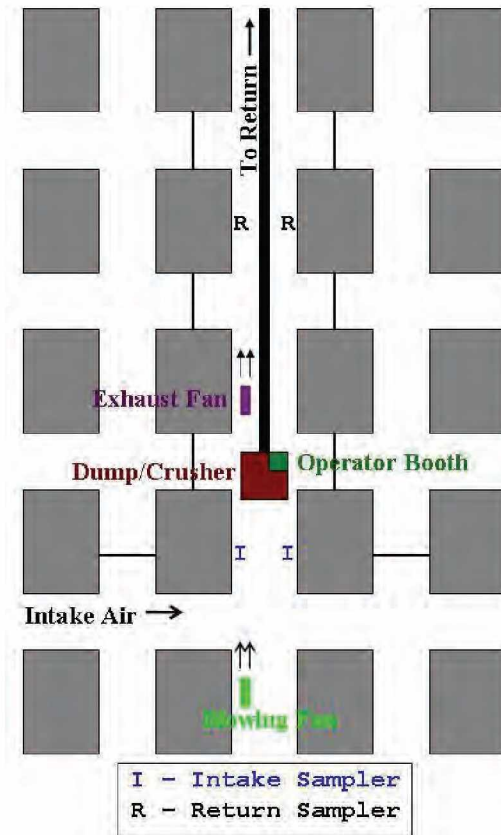 To Return
R R
Exhaust Fan
Dump/Crusher
Operator Booth
I I
Intake Air
Blowing Fan
I - Intake Sampler
R - Return Sampler